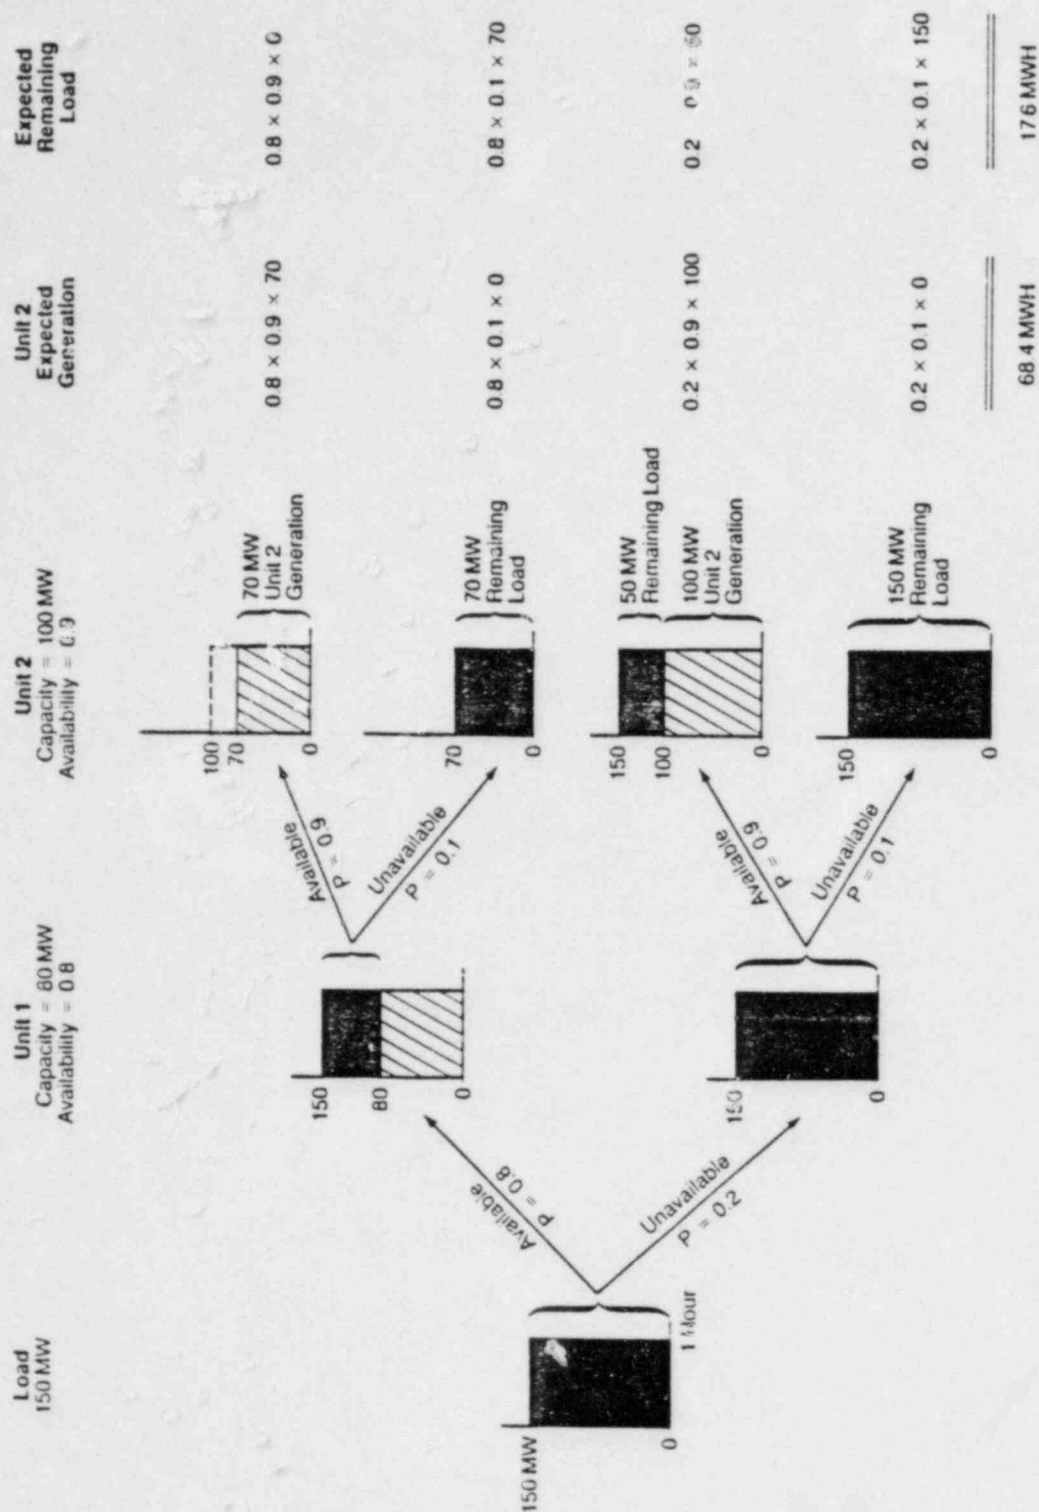 Load
150 MW
Unit 1
Capacity = 80 MW
Availability = 0.8
Unit 2
Capacity = 100 MW
Availability = 0.9
Unit 2
Expected
Generation
Expected
Remaining
Load
150 MW
0
1 Hour
Available
P = 0.8
Unavailable
P = 0.2
150
80
0
150
0
Available
P = 0.9
Unavailable
P = 0.1
Available
P = 0.9
Unavailable
P = 0.1
100
70
0
70 MW
Unit 2
Generation
0.8 × 0.9 × 70
0.8 × 0.9 × 0
70
0
70 MW
Remaining
Load
0.8 × 0.1 × 0
0.8 × 0.1 × 70
150
100
0
50 MW
Remaining Load
100 MW
Unit 2
Generation
0.2 × 0.9 × 100
0.2 0.9 ×
150
0
150 MW
Remaining
Load
0.2 × 0.1 × 0
0.2 × 0.1 × 150
68.4 MWH
17.6 MWH